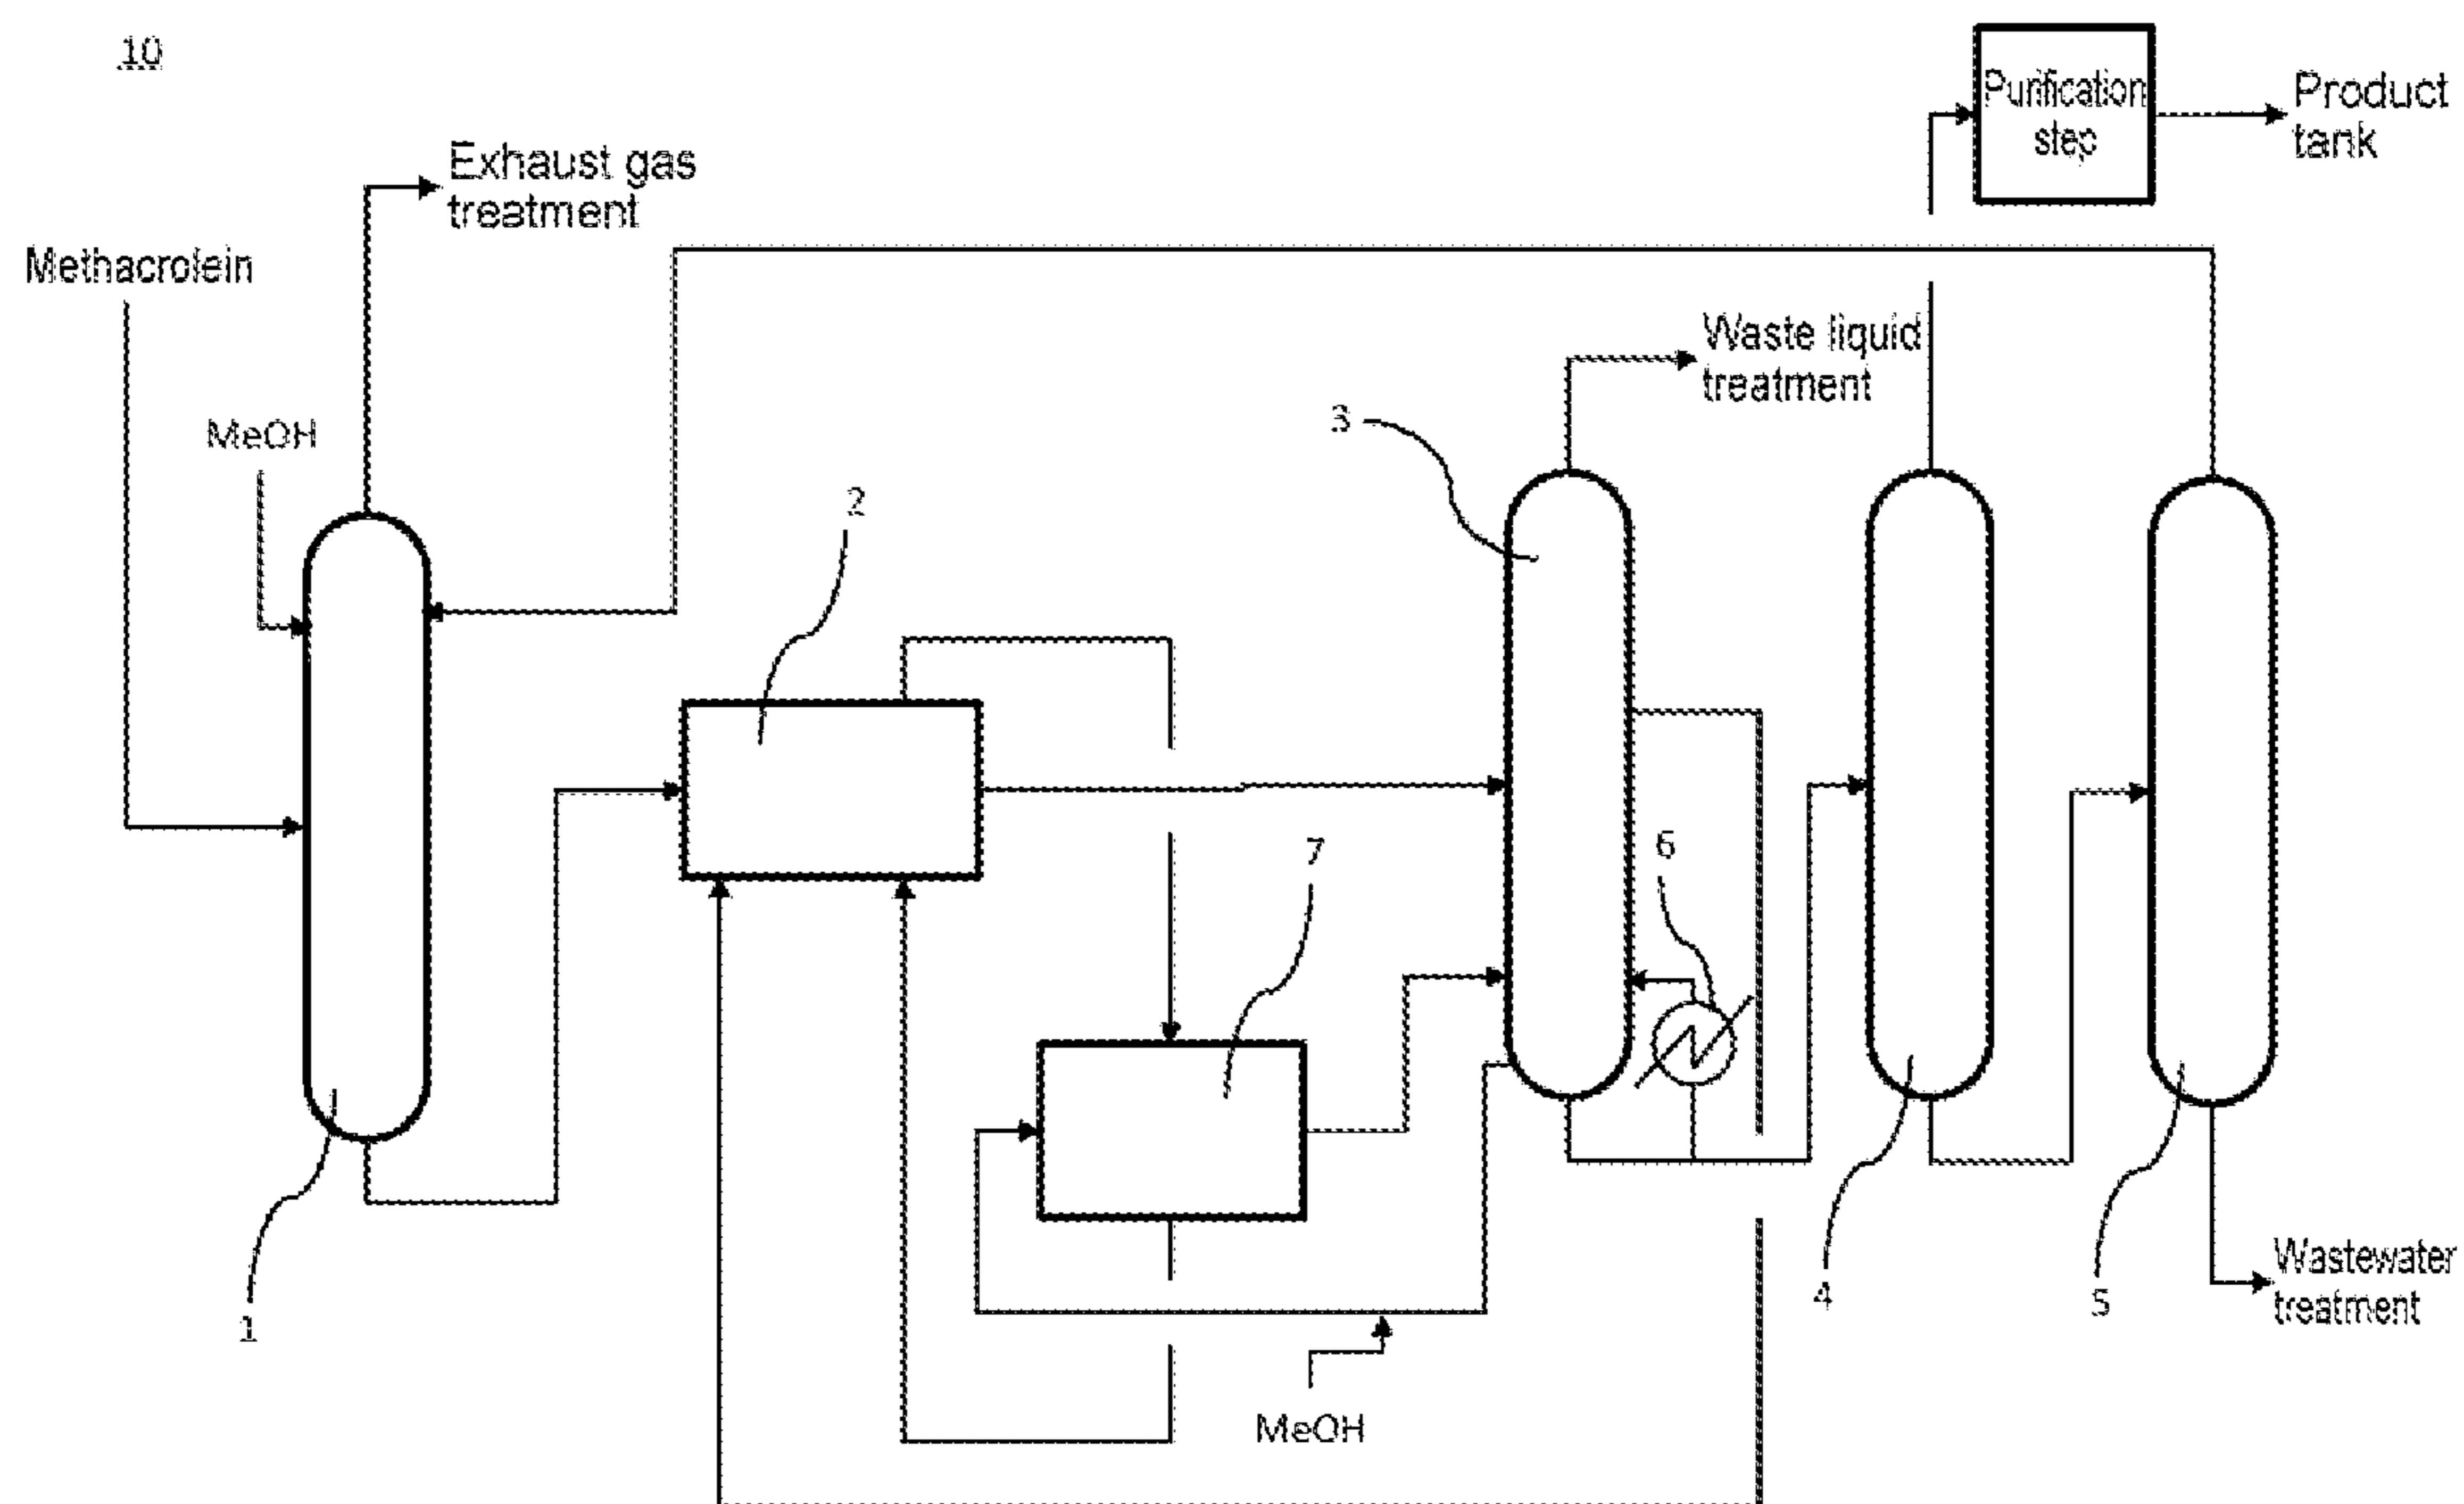 10
Purification
step
Product
tank
Exhaust gas
treatment
Methacrolein
Waste liquid
treatment
MeOH
3
2
7
6
1
4
5
Wastewater
treatment
MeOH